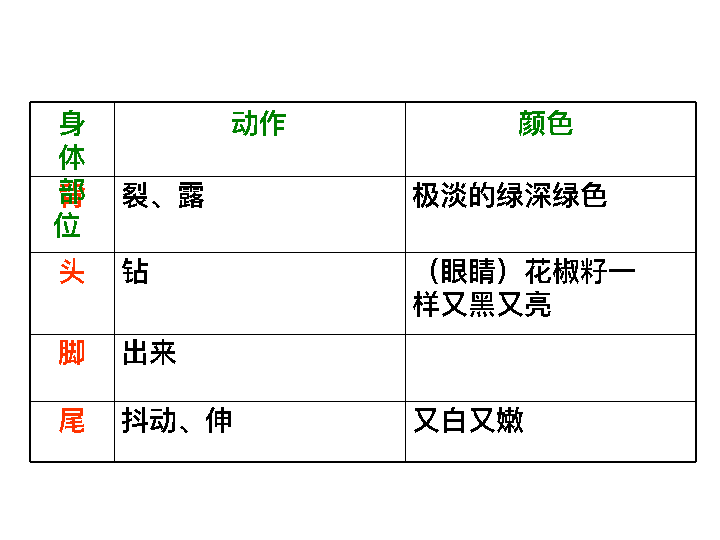 身体部位 动作 颜色
背 裂、露 极淡的绿深绿色
头 钻 （眼睛）花椒籽一
样又黑又亮
脚 出来
尾 抖动、伸 又白又嫩